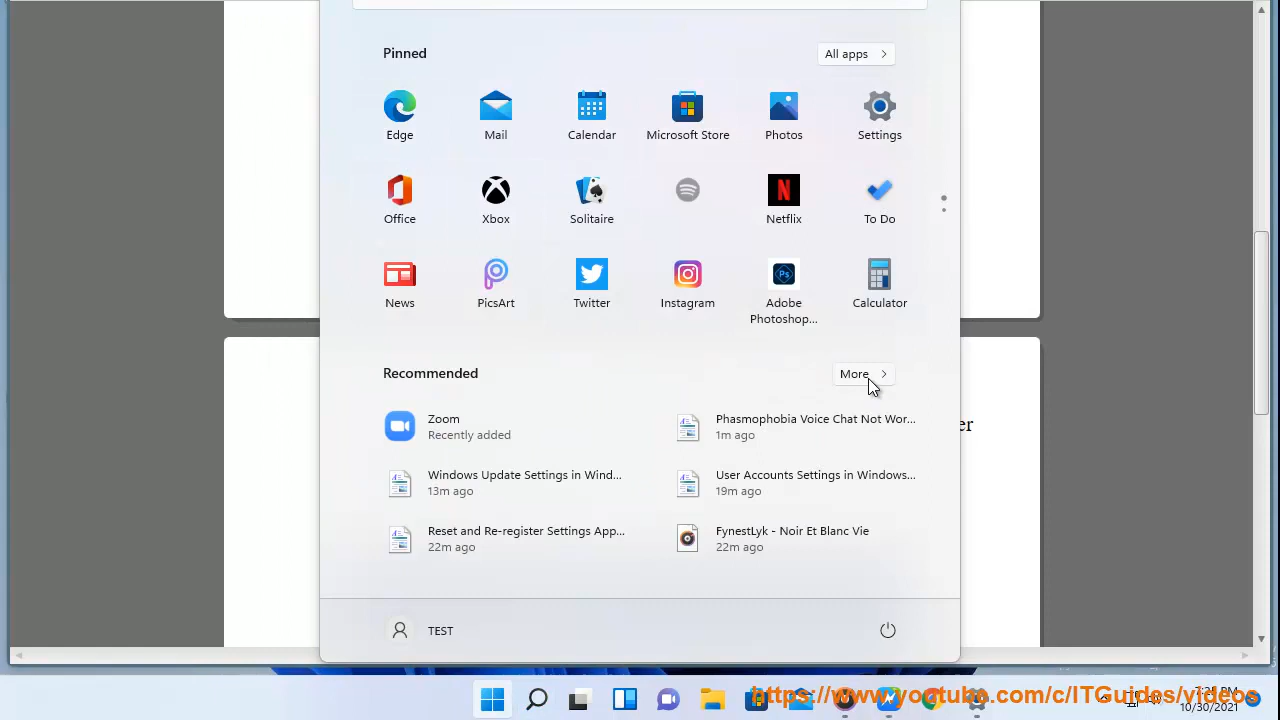 Pinned
All apps
Edge
Mail
Calendar
Microsoft Store
Photos
Settings
Office
Xbox
Solitaire
Netflix
To Do
News
PicsArt
Twitter
Instagram
Adobe
Photoshop...
Calculator
Recommended
More
Zoom
Recently added
Phasmophobia Voice Chat Not Wor...
1m ago
er
Windows Update Settings in Wind...
13m ago
User Accounts Settings in Windows...
19m ago
Reset and Re-register Settings App...
22m ago
FynestLyk - Noir Et Blanc Vie
22m ago
TEST
https://www.youtube.com/c/ITGuides/videos
10/30/2021